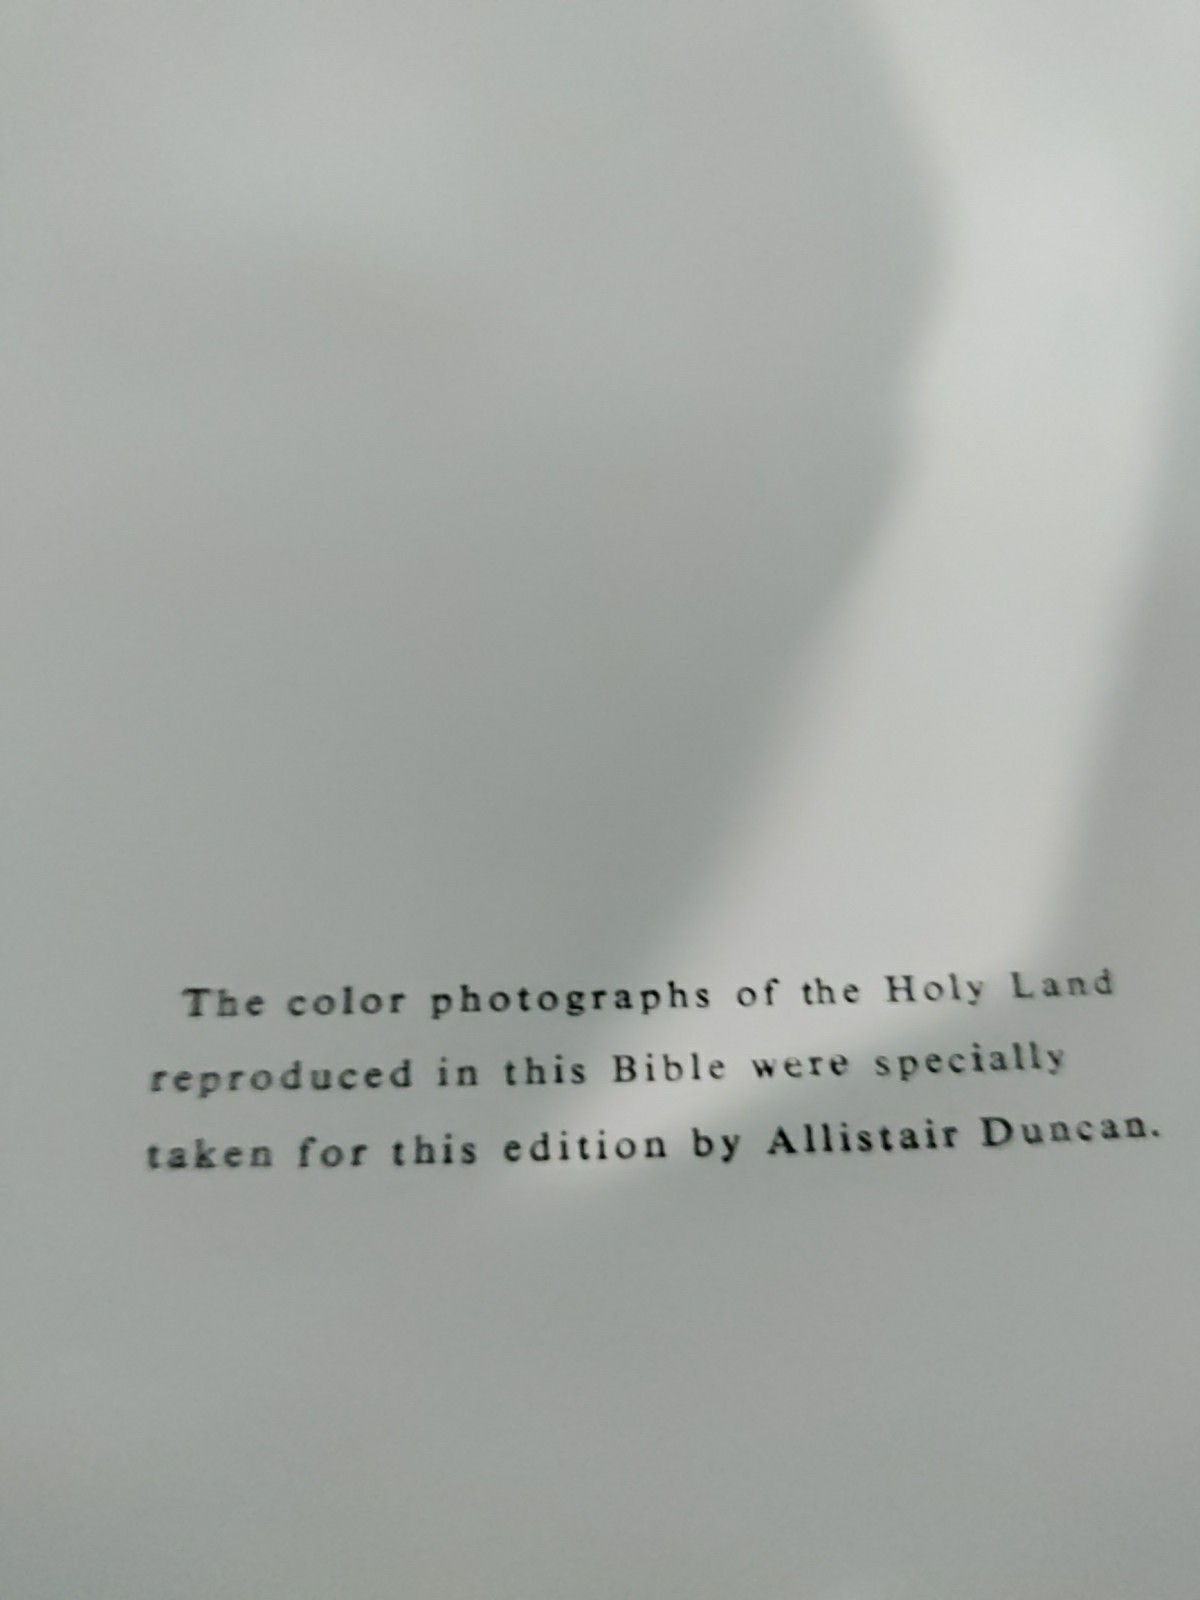 The color photographs of the Holy Land
reproduced in this Bible were specially
taken for this edition by Allistair Duncan.